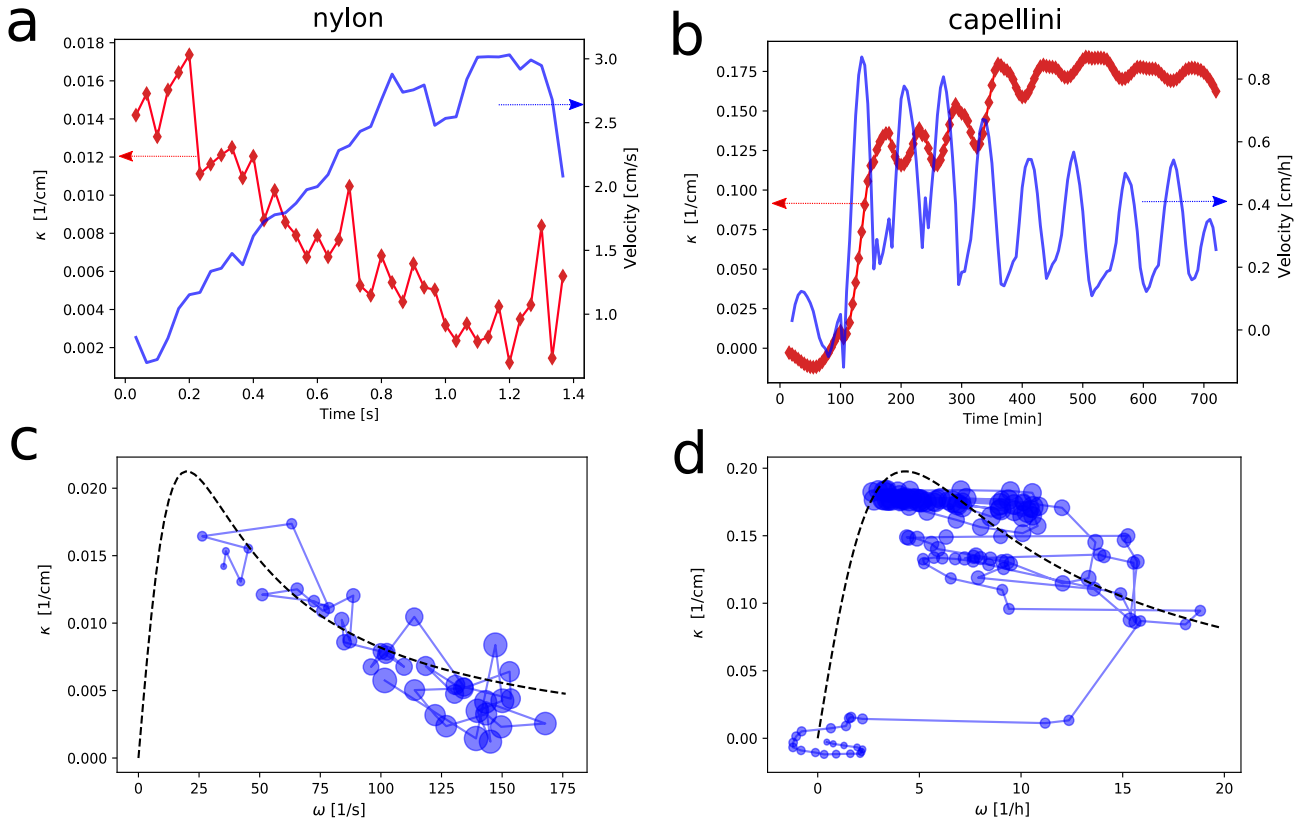 a
nylon
0.018
0.016
0.014
0.012
0.010
0.008
0.006
0.004
0.002
κ [1/cm]
3.0
2.5
2.0
1.5
1.0
Velocity [cm/s]
0.0 0.2 0.4 0.6 0.8 1.0 1.2 1.4
Time [s]
b
capellini
0.175
0.150
0.125
0.100
0.075
0.050
0.025
0.000
κ [1/cm]
0.8
0.6
0.4
0.2
0.0
Velocity [cm/h]
0 100 200 300 400 500 600 700
Time [min]
c
0.020
0.015
0.010
0.005
0.000
κ [1/cm]
0 25 50 75 100 125 150 175
ω [1/s]
d
0.20
0.15
0.10
0.05
0.00
κ [1/cm]
0 5 10 15 20
ω [1/h]